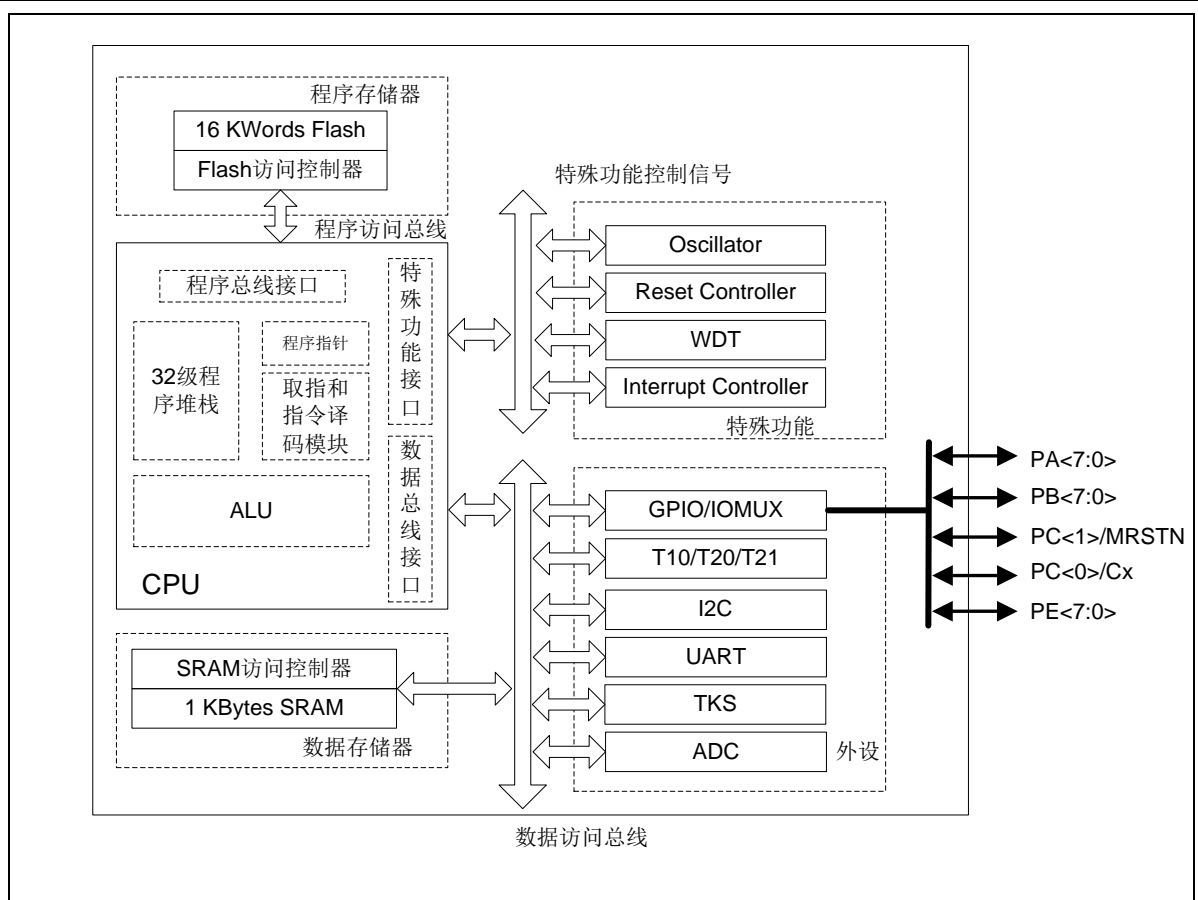 程序存储器
16 KWords Flash
Flash访问控制器
程序访问总线
程序总线接口
特
殊
功
能
接
口
32级程
序堆栈
程序指针
取指和
指令译
码模块
数
据
总
线
接
口
ALU
CPU
SRAM访问控制器
1 KBytes SRAM
数据存储器
特殊功能控制信号
Oscillator
Reset Controller
WDT
Interrupt Controller
特殊功能
GPIO/IOMUX
T10/T20/T21
I2C
UART
TKS
ADC
外设
PA<7:0>
PB<7:0>
PC<1>/MRSTN
PC<0>/Cx
PE<7:0>
数据访问总线